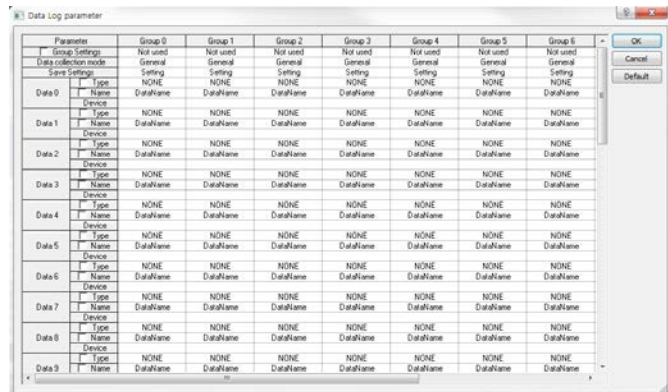 Data Log parameter
Parameter Group 0 Group 1 Group 2 Group 3 Group 4 Group 5 Group 6
Group Settings Not used Not used Not used Not used Not used Not used Not used
Data collection mode General General General General General General General
Save Settings Setting Setting Setting Setting Setting Setting Setting
Data 0 Type NONE NONE NONE NONE NONE NONE NONE
Name DataName DataName DataName DataName DataName DataName DataName
Device
Data 1 Type NONE NONE NONE NONE NONE NONE NONE
Name DataName DataName DataName DataName DataName DataName DataName
Device
Data 2 Type NONE NONE NONE NONE NONE NONE NONE
Name DataName DataName DataName DataName DataName DataName DataName
Device
Data 3 Type NONE NONE NONE NONE NONE NONE NONE
Name DataName DataName DataName DataName DataName DataName DataName
Device
Data 4 Type NONE NONE NONE NONE NONE NONE NONE
Name DataName DataName DataName DataName DataName DataName DataName
Device
Data 5 Type NONE NONE NONE NONE NONE NONE NONE
Name DataName DataName DataName DataName DataName DataName DataName
Device
Data 6 Type NONE NONE NONE NONE NONE NONE NONE
Name DataName DataName DataName DataName DataName DataName DataName
Device
Data 7 Type NONE NONE NONE NONE NONE NONE NONE
Name DataName DataName DataName DataName DataName DataName DataName
Device
Data 8 Type NONE NONE NONE NONE NONE NONE NONE
Name DataName DataName DataName DataName DataName DataName DataName
Device
Data 9 Type NONE NONE NONE NONE NONE NONE NONE
Name DataName DataName DataName DataName DataName DataName DataName
OK
Cancel
Default